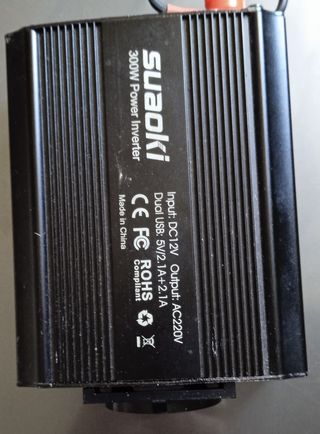 suaoki
300W Power Inverter
Input: DC12V Output: AC220V
Dual USB: 5V/2.1A+2.1A
Made in China
CE FC ROHS
Compliant